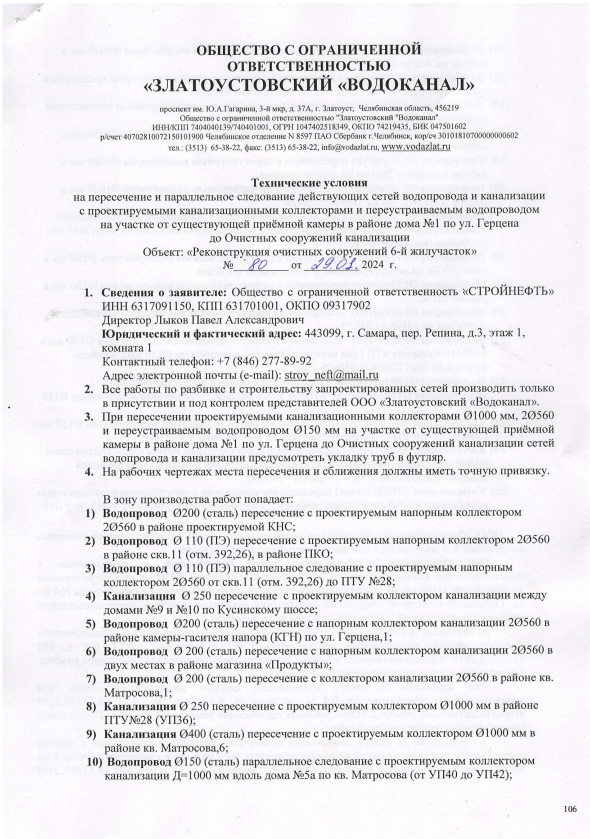 ОБЩЕСТВО С ОГРАНИЧЕННОЙ
ОТВЕТСТВЕННОСТЬЮ
«ЗЛАТОУСТОВСКИЙ «ВОДОКАНАЛ»
проспект им. Ю.А.Гагарина, 3-й мкр, д. 37А, г. Златоуст, Челябинская область, 456219
Общество с ограниченной ответственностью "Златоустовский "Водоканал"
ИНН/КПП 7404040139/740401001, ОГРН 1047402518349, ОКПО 74219435, БИК 047501602
р/счет 40702810072150101900 Челябинское отделение N 8597 ПАО Сбербанк г.Челябинск, кор/сч 30101810700000000602
тел.: (3513) 65-38-22, факс: (3513) 65-38-22, info@vodazlat.ru, www.vodazlat.ru
Технические условия
на пересечение и параллельное следование действующих сетей водопровода и канализации
с проектируемыми канализационными коллекторами и переустраиваемым водопроводом
на участке от существующей приёмной камеры в районе дома №1 по ул. Герцена
до Очистных сооружений канализации
Объект: «Реконструкция очистных сооружений 6-й жилучасток»
№ 80 от 29.01. 2024 г.
1. Сведения о заявителе: Общество с ограниченной ответственность «СТРОЙНЕФТЬ»
ИНН 6317091150, КПП 631701001, ОКПО 09317902
Директор Лыков Павел Александрович
Юридический и фактический адрес: 443099, г. Самара, пер. Репина, д.3, этаж 1,
комната 1
Контактный телефон: +7 (846) 277-89-92
Адрес электронной почты (e-mail): stroy_neft@mail.ru
2. Все работы по разбивке и строительству запроектированных сетей производить только
в присутствии и под контролем представителей ООО «Златоустовский «Водоканал».
3. При пересечении проектируемыми канализационными коллекторами Ø1000 мм, 2Ø560
и переустраиваемым водопроводом Ø150 мм на участке от существующей приёмной
камеры в районе дома №1 по ул. Герцена до Очистных сооружений канализации сетей
водопровода и канализации предусмотреть укладку труб в футляр.
4. На рабочих чертежах места пересечения и сближения должны иметь точную привязку.
В зону производства работ попадает:
1) Водопровод Ø200 (сталь) пересечение с проектируемым напорным коллектором
2Ø560 в районе проектируемой КНС;
2) Водопровод Ø 110 (ПЭ) пересечение с проектируемым напорным коллектором 2Ø560
в районе скв.11 (отм. 392,26), в районе ПКО;
3) Водопровод Ø 110 (ПЭ) параллельное следование с проектируемым напорным
коллектором 2Ø560 от скв.11 (отм. 392,26) до ПТУ №28;
4) Канализация Ø 250 пересечение с проектируемым коллектором канализации между
домами №9 и №10 по Кусинскому шоссе;
5) Водопровод Ø200 (сталь) пересечение с напорным коллектором канализации 2Ø560 в
районе камеры-гасителя напора (КГН) по ул. Герцена,1;
6) Водопровод Ø 200 (сталь) пересечение с напорным коллектором канализации 2Ø560 в
двух местах в районе магазина «Продукты»;
7) Водопровод Ø 200 (сталь) пересечение с коллектором канализации 2Ø560 в районе кв.
Матросова,1;
8) Канализация Ø 250 пересечение с проектируемым коллектором Ø1000 мм в районе
ПТУ№28 (УП36);
9) Канализация Ø400 (сталь) пересечение с проектируемым коллектором Ø1000 мм в
районе кв. Матросова,6;
10) Водопровод Ø150 (сталь) параллельное следование с проектируемым коллектором
канализации Д=1000 мм вдоль дома №5а по кв. Матросова (от УП40 до УП42);
106